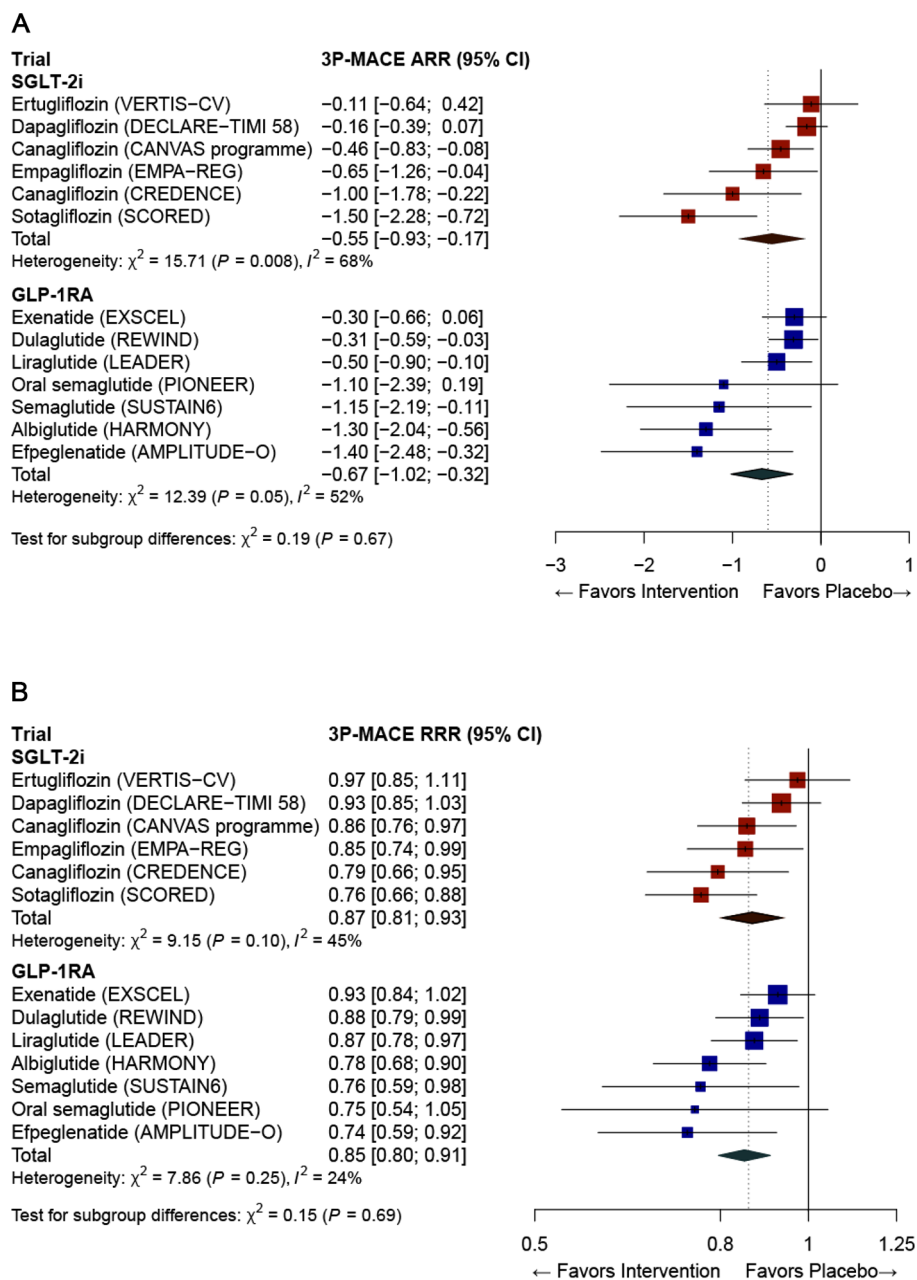 A
Trial 3P-MACE ARR (95% CI)
SGLT-2i
Ertugliflozin (VERTIS−CV) −0.11 [−0.64; 0.42]
Dapagliflozin (DECLARE−TIMI 58) −0.16 [−0.39; 0.07]
Canagliflozin (CANVAS programme) −0.46 [−0.83; −0.08]
Empagliflozin (EMPA−REG) −0.65 [−1.26; −0.04]
Canagliflozin (CREDENCE) −1.00 [−1.78; −0.22]
Sotagliflozin (SCORED) −1.50 [−2.28; −0.72]
Total −0.55 [−0.93; −0.17]
Heterogeneity: χ² = 15.71 (P = 0.008), I² = 68%
GLP-1RA
Exenatide (EXSCEL) −0.30 [−0.66; 0.06]
Dulaglutide (REWIND) −0.31 [−0.59; −0.03]
Liraglutide (LEADER) −0.50 [−0.90; −0.10]
Oral semaglutide (PIONEER) −1.10 [−2.39; 0.19]
Semaglutide (SUSTAIN6) −1.15 [−2.19; −0.11]
Albiglutide (HARMONY) −1.30 [−2.04; −0.56]
Efpeglenatide (AMPLITUDE−O) −1.40 [−2.48; −0.32]
Total −0.67 [−1.02; −0.32]
Heterogeneity: χ² = 12.39 (P = 0.05), I² = 52%
Test for subgroup differences: χ² = 0.19 (P = 0.67)
−3 −2 −1 0 1
← Favors Intervention Favors Placebo→
B
Trial 3P-MACE RRR (95% CI)
SGLT-2i
Ertugliflozin (VERTIS−CV) 0.97 [0.85; 1.11]
Dapagliflozin (DECLARE−TIMI 58) 0.93 [0.85; 1.03]
Canagliflozin (CANVAS programme) 0.86 [0.76; 0.97]
Empagliflozin (EMPA−REG) 0.85 [0.74; 0.99]
Canagliflozin (CREDENCE) 0.79 [0.66; 0.95]
Sotagliflozin (SCORED) 0.76 [0.66; 0.88]
Total 0.87 [0.81; 0.93]
Heterogeneity: χ² = 9.15 (P = 0.10), I² = 45%
GLP-1RA
Exenatide (EXSCEL) 0.93 [0.84; 1.02]
Dulaglutide (REWIND) 0.88 [0.79; 0.99]
Liraglutide (LEADER) 0.87 [0.78; 0.97]
Albiglutide (HARMONY) 0.78 [0.68; 0.90]
Semaglutide (SUSTAIN6) 0.76 [0.59; 0.98]
Oral semaglutide (PIONEER) 0.75 [0.54; 1.05]
Efpeglenatide (AMPLITUDE−O) 0.74 [0.59; 0.92]
Total 0.85 [0.80; 0.91]
Heterogeneity: χ² = 7.86 (P = 0.25), I² = 24%
Test for subgroup differences: χ² = 0.15 (P = 0.69)
0.5 0.8 1 1.25
← Favors Intervention Favors Placebo→